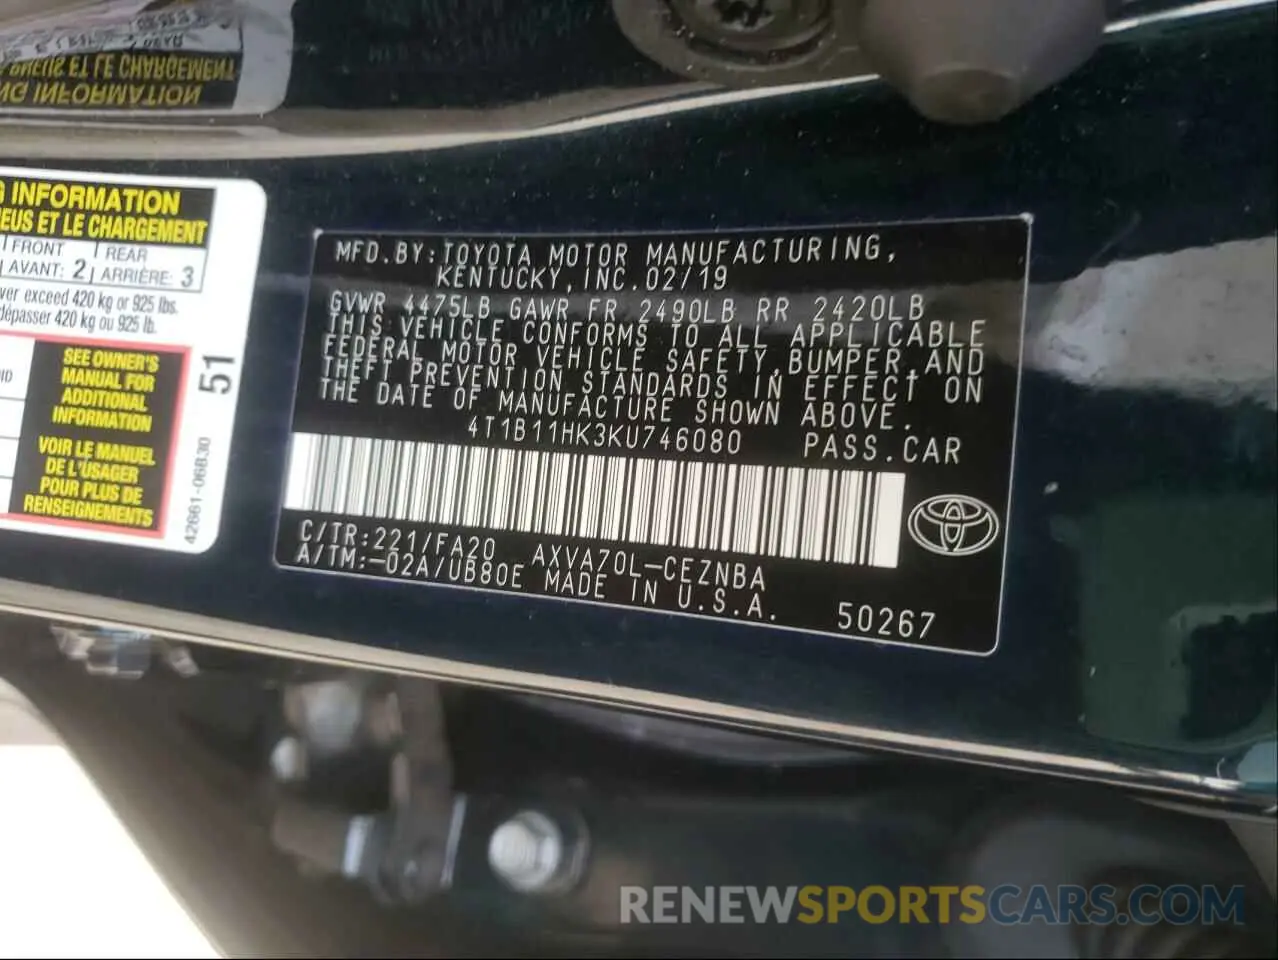 NG INFORMATION
PNEUS ET LE CHARGEMENT
G INFORMATION
EUS ET LE CHARGEMENT
FRONT REAR
AVANT: 2 ARRIÈRE: 3
ver exceed 420 kg or 925 lbs.
dépasser 420 kg ou 925 lb.
SEE OWNER'S
MANUAL FOR
ADDITIONAL
INFORMATION
VOIR LE MANUEL
DE L'USAGER
POUR PLUS DE
RENSEIGNEMENTS
51
42661-06B30
MFD.BY:TOYOTA MOTOR MANUFACTURING,
KENTUCKY,INC.02/19
GVWR 4475LB GAWR FR 2490LB RR 2420LB
THIS VEHICLE CONFORMS TO ALL APPLICABLE
FEDERAL MOTOR VEHICLE SAFETY,BUMPER,AND
THEFT PREVENTION STANDARDS IN EFFECT ON
THE DATE OF MANUFACTURE SHOWN ABOVE.
4T1B11HK3KU746080 PASS.CAR
C/TR:221/FA20 AXVA70L-CEZNBA
A/TM:-02A/UB80E MADE IN U.S.A.
50267
RENEWSPORTSCARS.COM